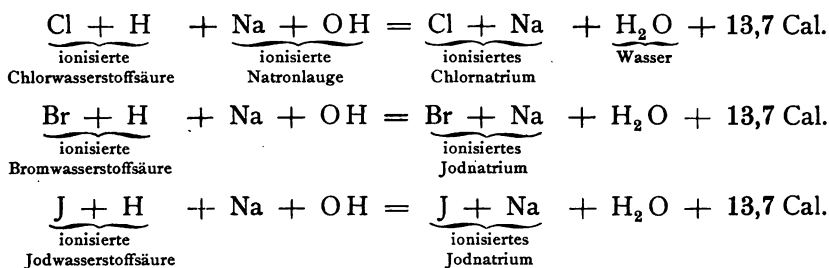 Cl + H + Na + OH = Cl + Na + H₂O + 13,7 Cal.
ionisierte ionisierte ionisiertes Wasser
Chlorwasserstoffsäure Natronlauge Chlornatrium
Br + H + Na + OH = Br + Na + H₂O + 13,7 Cal.
ionisierte ionisiertes
Bromwasserstoffsäure Jodnatrium
J + H + Na + OH = J + Na + H₂O + 13,7 Cal.
ionisierte ionisiertes
Jodwasserstoffsäure Jodnatrium